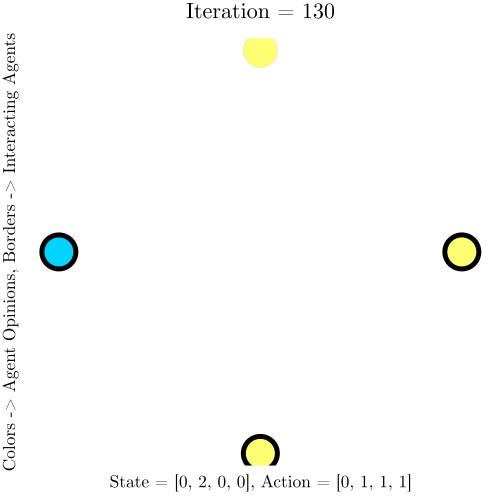 Iteration = 130
Colors -> Agent Opinions, Borders -> Interacting Agents
State = [0, 2, 0, 0], Action = [0, 1, 1, 1]